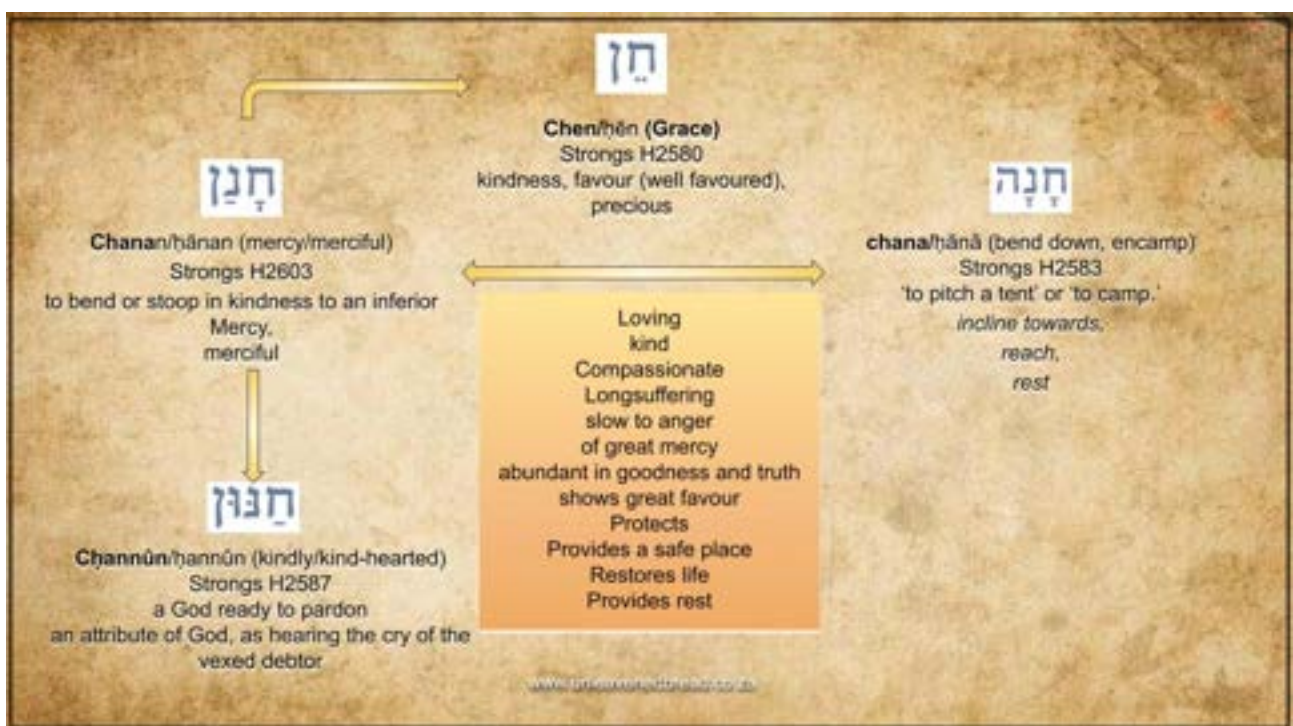 חֵן
Chen/ḥēn (Grace)
Strongs H2580
kindness, favour (well favoured),
precious
חָנַן
Chanan/ḥānan (mercy/merciful)
Strongs H2603
to bend or stoop in kindness to an inferior
Mercy,
merciful
חַנּוּן
Cḥannûn/ḥannûn (kindly/kind-hearted)
Strongs H2587
a God ready to pardon
an attribute of God, as hearing the cry of the
vexed debtor
Loving
kind
Compassionate
Longsuffering
slow to anger
of great mercy
abundant in goodness and truth
shows great favour
Protects
Provides a safe place
Restores life
Provides rest
חָנָה
chana/ḥānâ (bend down, encamp)
Strongs H2583
‘to pitch a tent’ or ‘to camp.’
incline towards,
reach,
rest